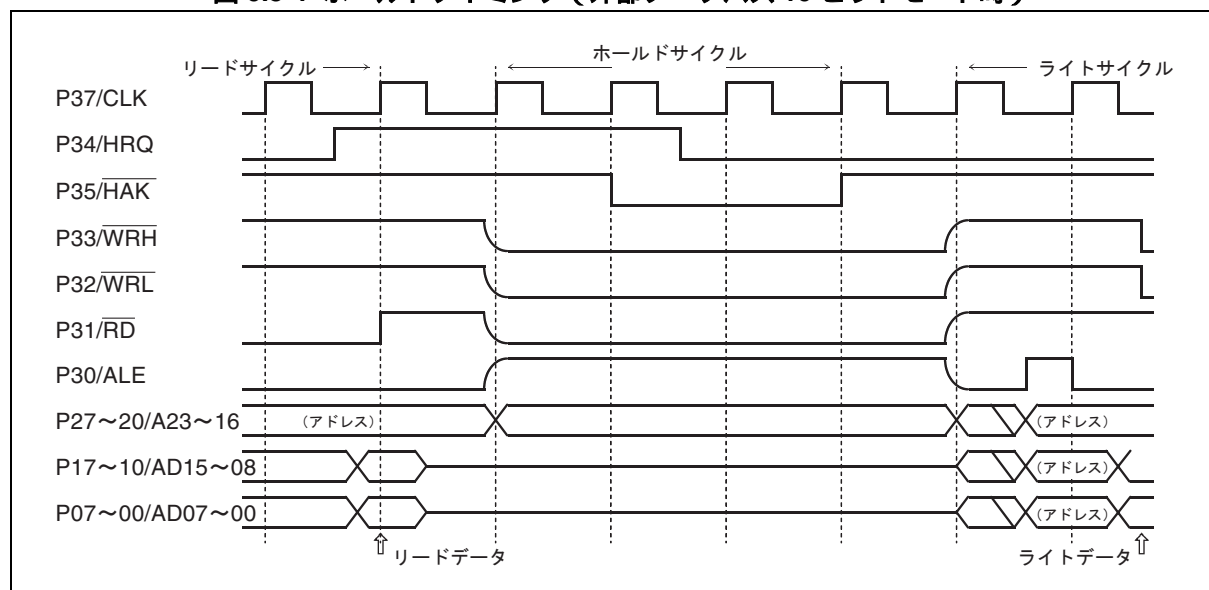 ホールドサイクル
リードサイクル
ライトサイクル
P37/CLK
P34/HRQ
P35/HAK
P33/WRH
P32/WRL
P31/RD
P30/ALE
P27～20/A23～16 (アドレス) (アドレス)
P17～10/AD15～08 (アドレス)
P07～00/AD07～00 (アドレス)
リードデータ
ライトデータ